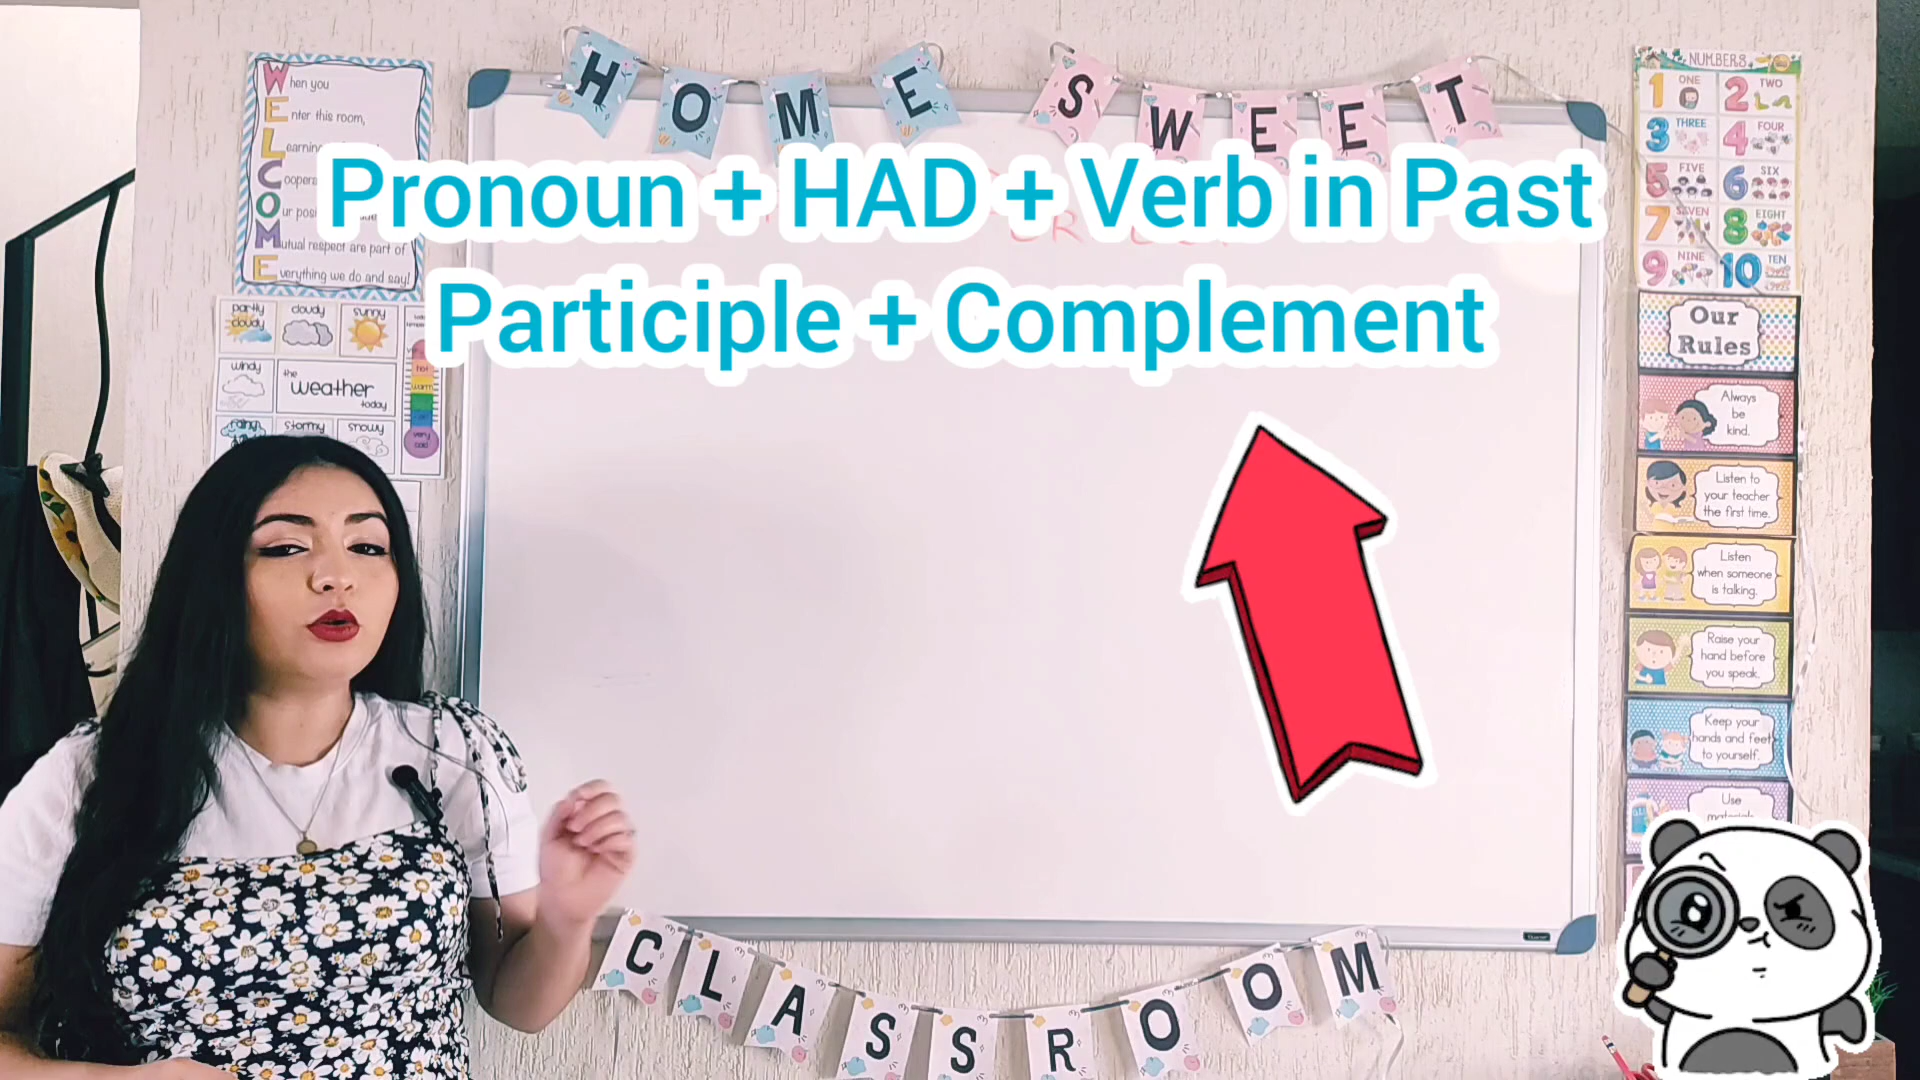 HOME SWEET
Pronoun + HAD + Verb in Past
Participle + Complement
CLASSROOM
WELCOME
When you
Enter this room,
Learning
mutual respect are part of
Everything we do and say!
partly cloudy
cloudy
sunny
windy
the
weather
today
rainy
stormy
snowy
hot
warm
very
cold
NUMBERS
1 ONE
2 TWO
3 THREE
4 FOUR
5 FIVE
6 SIX
7 SEVEN
8 EIGHT
9 NINE
10 TEN
Our
Rules
Always
be
kind.
Listen to
your teacher
the first time.
Listen
when someone
is talking.
Raise your
hand before
you speak.
Keep your
hands and feet
to yourself.
Use